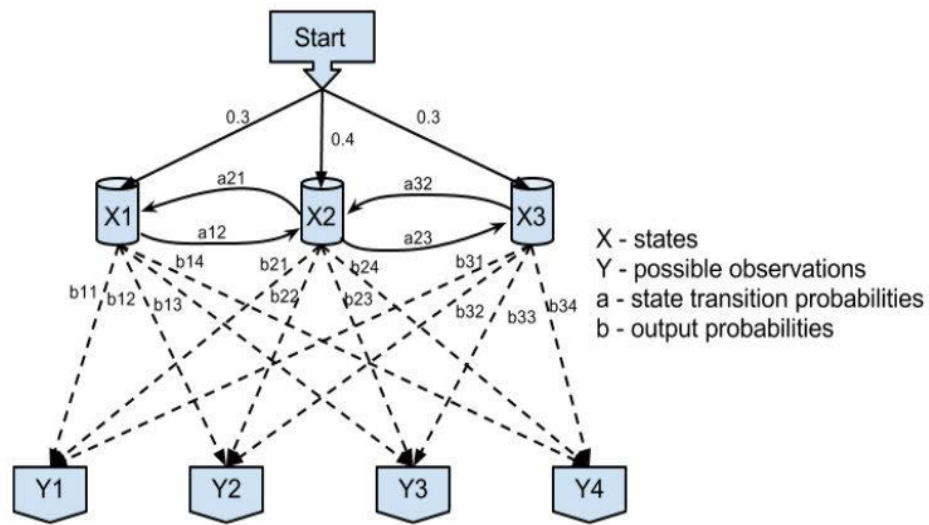 Start
0.3
0.4
0.3
a21
a32
X1
X2
X3
a12
a23
X - states
Y - possible observations
a - state transition probabilities
b - output probabilities
b11
b12
b13
b14
b21
b22
b23
b24
b31
b32
b33
b34
Y1
Y2
Y3
Y4